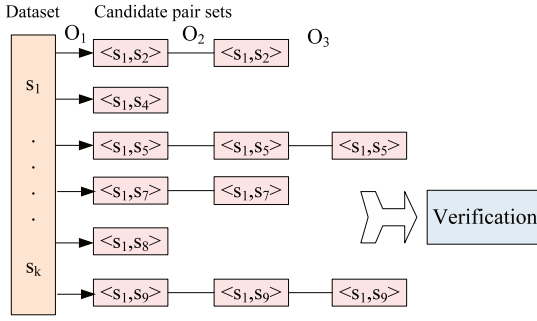 Dataset Candidate pair sets
O₁ O₂ O₃
<s₁,s₂> <s₁,s₂>
s₁
<s₁,s₄>
<s₁,s₅> <s₁,s₅> <s₁,s₅>
<s₁,s₇> <s₁,s₇>
Verification
<s₁,s₈>
sₖ
<s₁,s₉> <s₁,s₉> <s₁,s₉>